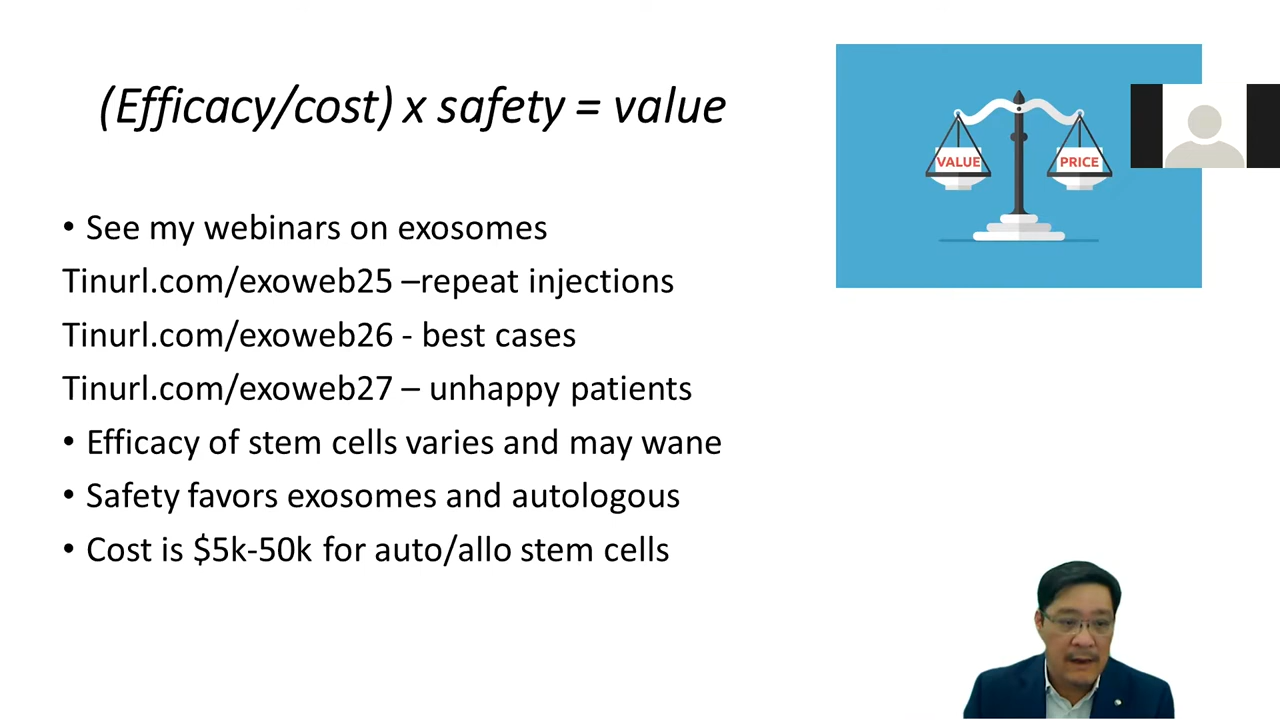 (Efficacy/cost) x safety = value
VALUE
PRICE
• See my webinars on exosomes
Tinurl.com/exoweb25 –repeat injections
Tinurl.com/exoweb26 - best cases
Tinurl.com/exoweb27 – unhappy patients
• Efficacy of stem cells varies and may wane
• Safety favors exosomes and autologous
• Cost is $5k-50k for auto/allo stem cells